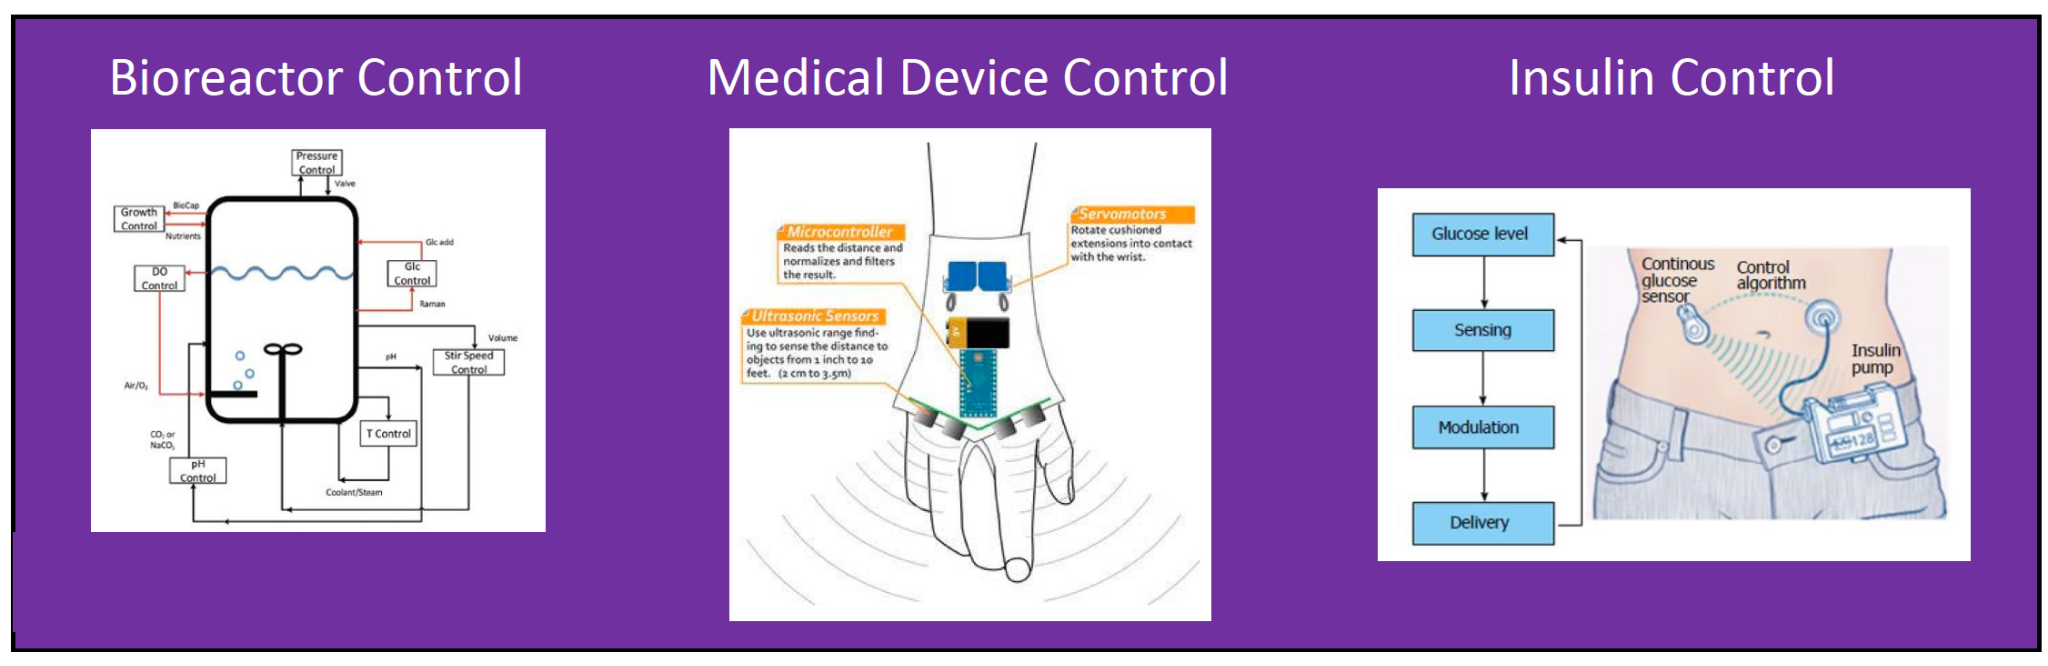 Bioreactor Control
Medical Device Control
Insulin Control
Pressure
Control
Valve
BioCap
Growth
Control
Nutrients
DO
Control
Glc add
Glc
Control
Raman
Volume
Stir Speed
Control
pH
Air/O₂
T Control
CO₂ or
NaCO₃
pH
Control
Coolant/Steam
Microcontroller
Reads the distance and
normalizes and filters
the result.
Servomotors
Rotate cushioned
extensions into contact
with the wrist.
Ultrasonic Sensors
Use ultrasonic range find-
ing to sense the distance to
objects from 1 inch to 10
feet. (2 cm to 3.5m)
9V
Glucose level
Sensing
Modulation
Delivery
Continous
glucose
sensor
Control
algorithm
Insulin
pump
128